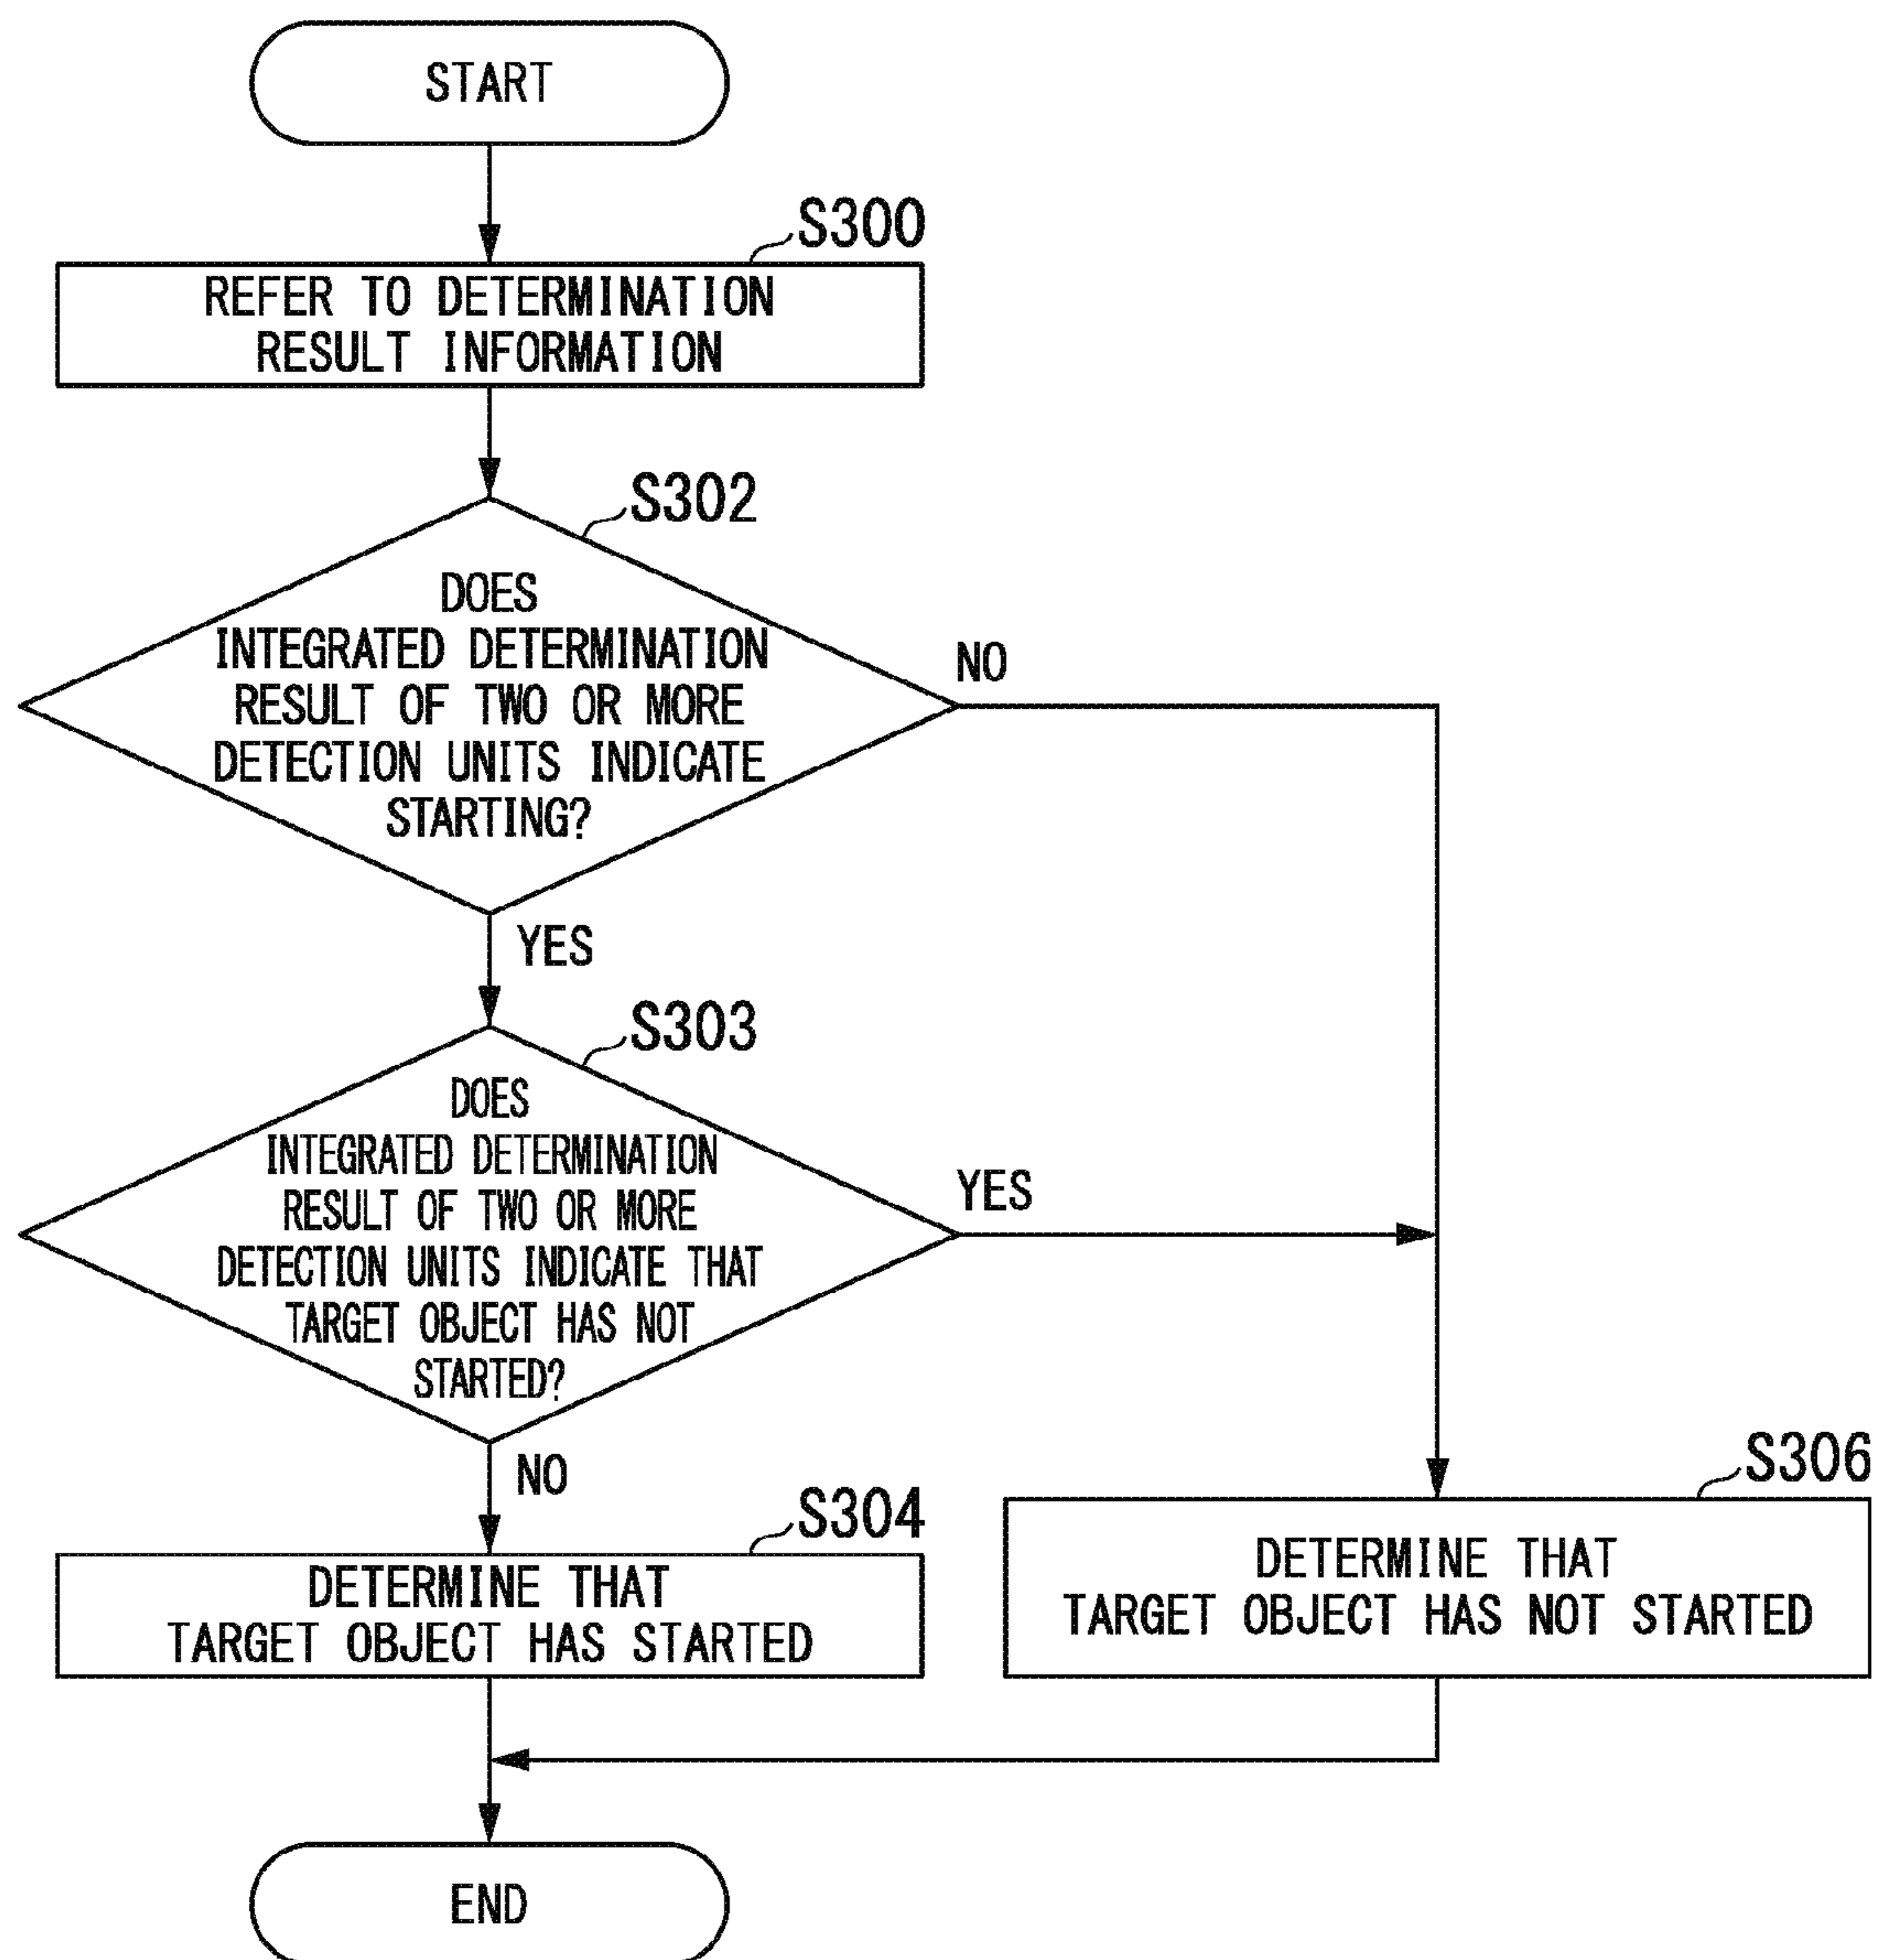 START
S300
REFER TO DETERMINATION
RESULT INFORMATION
S302
DOES
INTEGRATED DETERMINATION
RESULT OF TWO OR MORE
DETECTION UNITS INDICATE
STARTING?
NO
YES
S303
DOES
INTEGRATED DETERMINATION
RESULT OF TWO OR MORE
DETECTION UNITS INDICATE THAT
TARGET OBJECT HAS NOT
STARTED?
YES
NO
S304
DETERMINE THAT
TARGET OBJECT HAS STARTED
S306
DETERMINE THAT
TARGET OBJECT HAS NOT STARTED
END